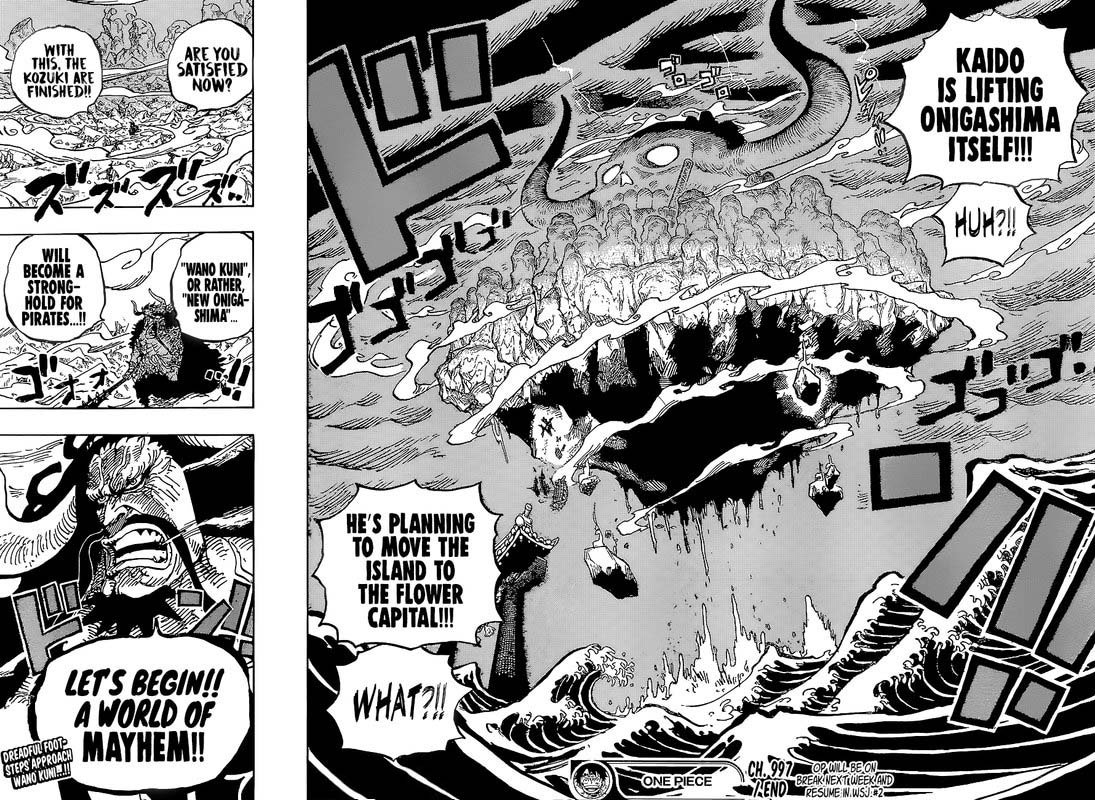 KAIDO
IS LIFTING
ONIGASHIMA
ITSELF!!!
HUH?!!
ゴロ
ゴロ
ゴゴゴゴ
ゴゴゴ..
HE'S PLANNING
TO MOVE THE
ISLAND TO
THE FLOWER
CAPITAL!!!
WHAT?!!
ONE PIECE
CH. 997
/ END
OP WILL BE ON
BREAK NEXT WEEK AND
RESUME IN WSJ #2
ARE YOU
SATISFIED
NOW?
WITH
THIS, THE
KOZUKI ARE
FINISHED!!
ズズズズ..
"WANO KUNI",
OR RATHER,
"NEW ONIGA-
SHIMA"...
WILL
BECOME A
STRONG-
HOLD FOR
PIRATES...!!
ゴオオ
LET'S BEGIN!!
A WORLD OF
MAYHEM!!
DREADFUL FOOT-
STEPS APPROACH
WANO KUNI...!!